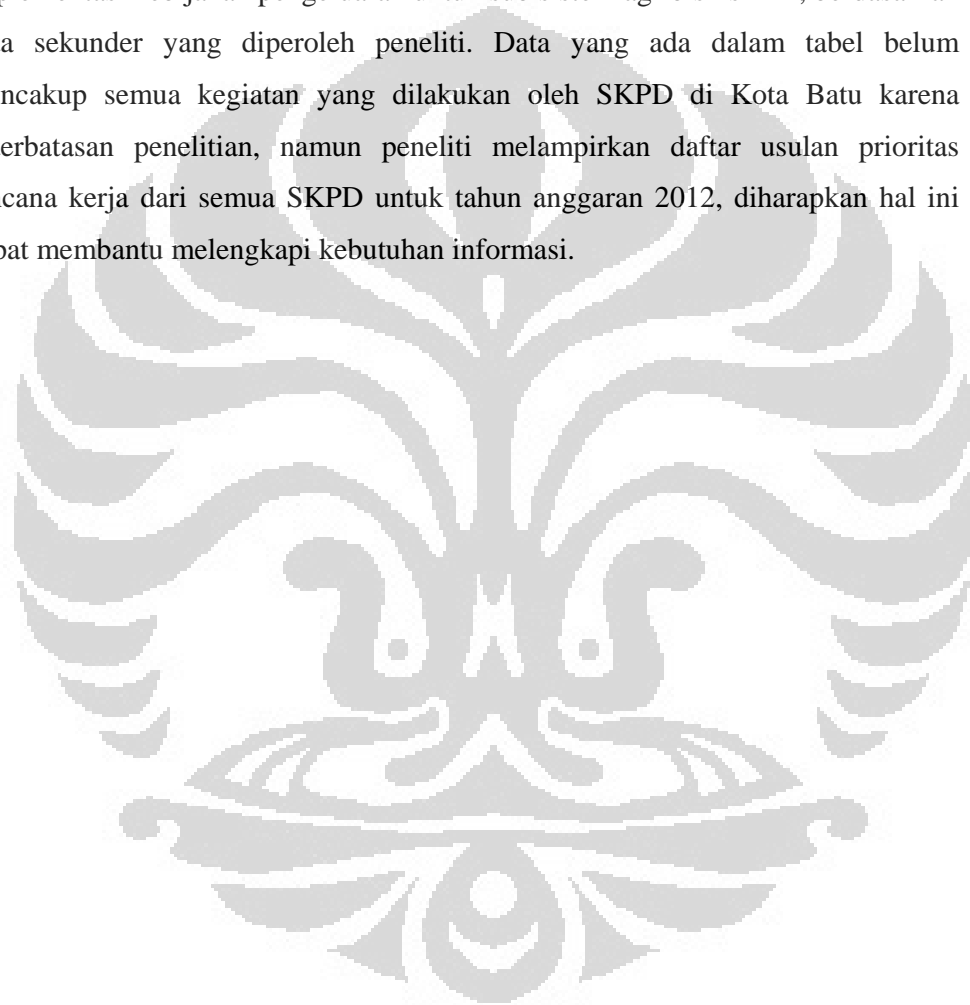 ta sekunder yang diperoleh peneliti. Data yang ada dalam tabel belum
ncakup semua kegiatan yang dilakukan oleh SKPD di Kota Batu karena
erbatasan penelitian, namun peneliti melampirkan daftar usulan prioritas
ncana kerja dari semua SKPD untuk tahun anggaran 2012, diharapkan hal ini
pat membantu melengkapi kebutuhan informasi.